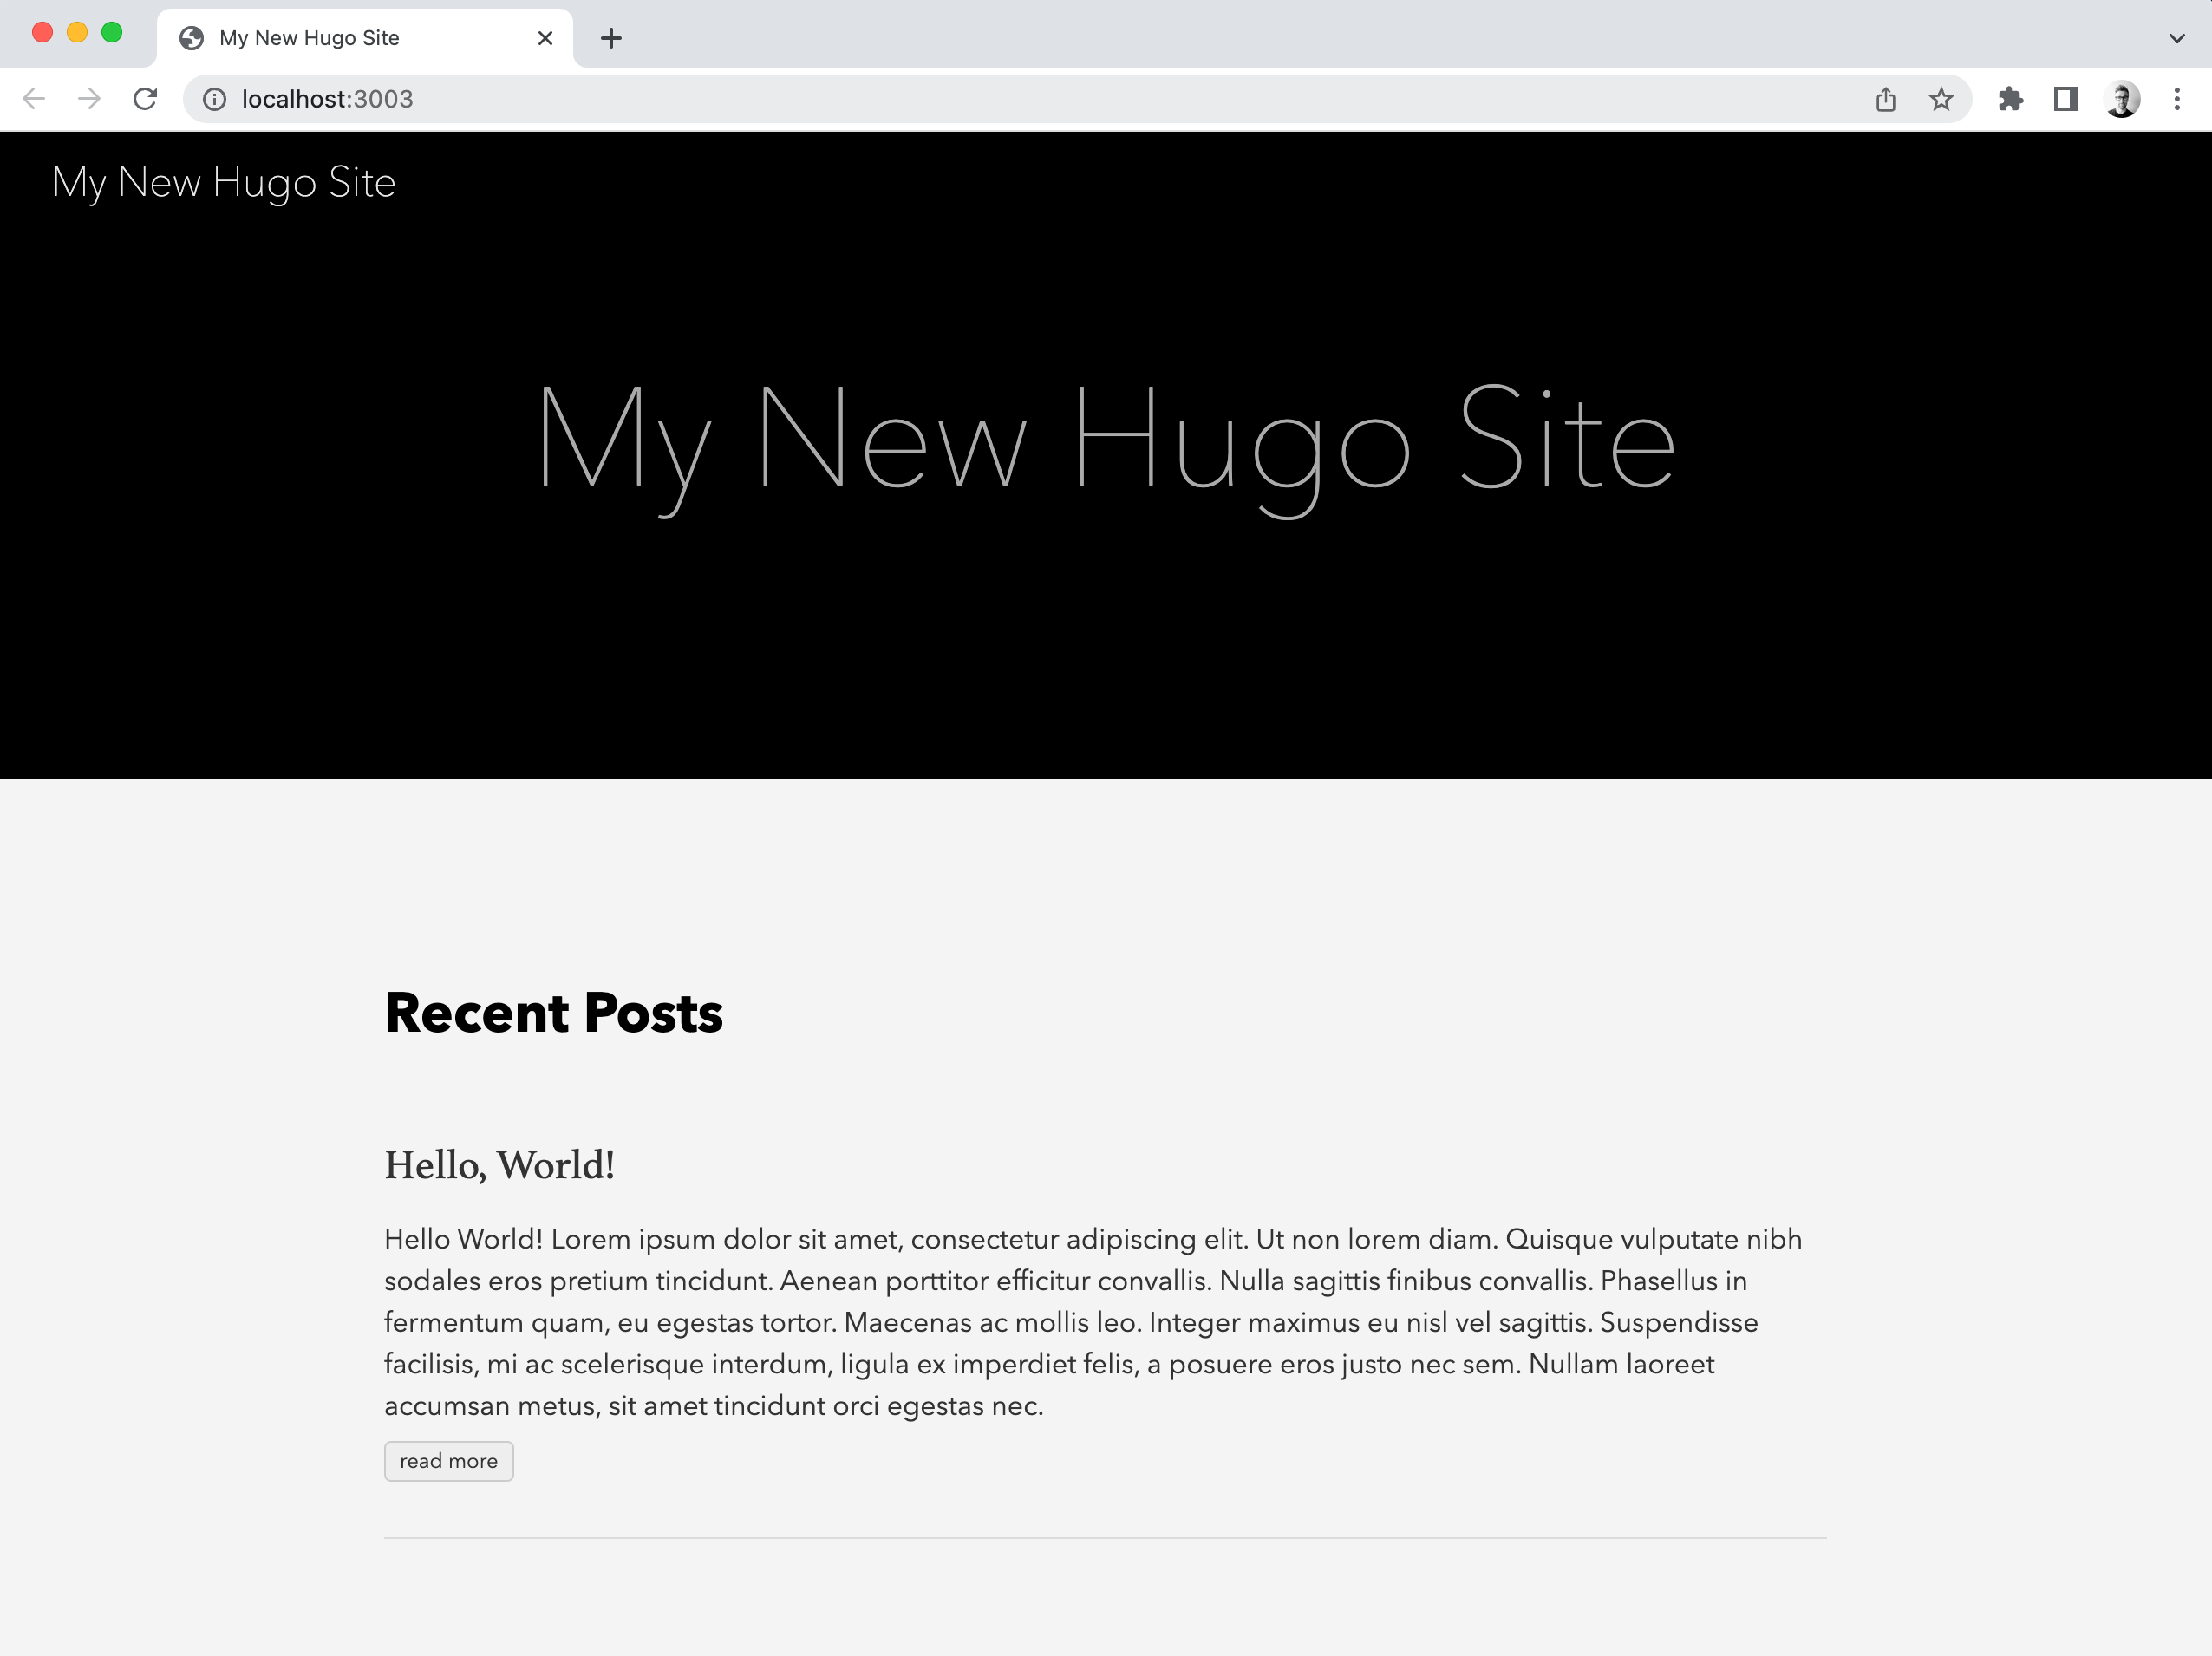 My New Hugo Site
localhost:3003
My New Hugo Site
My New Hugo Site
Recent Posts
Hello, World!
Hello World! Lorem ipsum dolor sit amet, consectetur adipiscing elit. Ut non lorem diam. Quisque vulputate nibh
sodales eros pretium tincidunt. Aenean porttitor efficitur convallis. Nulla sagittis finibus convallis. Phasellus in
fermentum quam, eu egestas tortor. Maecenas ac mollis leo. Integer maximus eu nisl vel sagittis. Suspendisse
facilisis, mi ac scelerisque interdum, ligula ex imperdiet felis, a posuere eros justo nec sem. Nullam laoreet
accumsan metus, sit amet tincidunt orci egestas nec.
read more